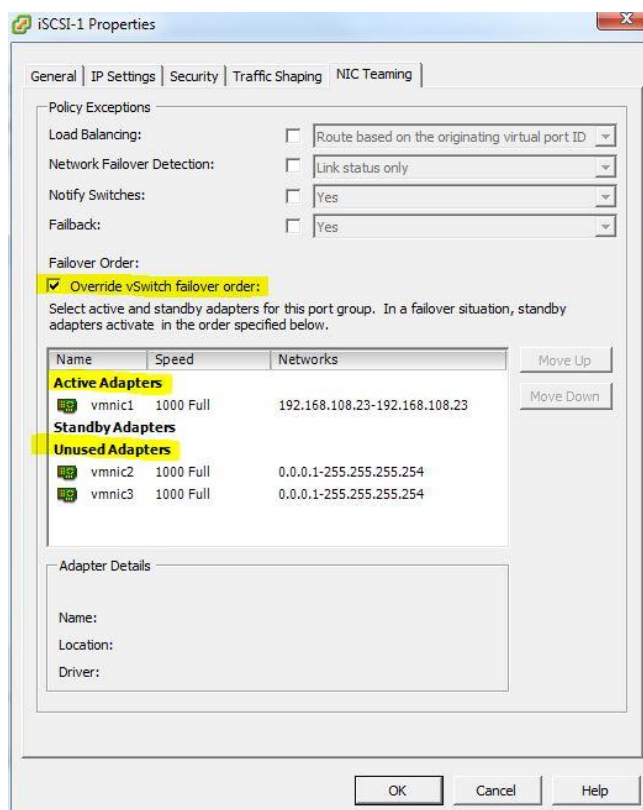 iSCSI-1 Properties
General IP Settings Security Traffic Shaping NIC Teaming
Policy Exceptions
Load Balancing: Route based on the originating virtual port ID
Network Failover Detection: Link status only
Notify Switches: Yes
Failback: Yes
Failover Order:
Override vSwitch failover order:
Select active and standby adapters for this port group. In a failover situation, standby
adapters activate in the order specified below.
Name Speed Networks Move Up
Active Adapters
vmnic1 1000 Full 192.168.108.23-192.168.108.23 Move Down
Standby Adapters
Unused Adapters
vmnic2 1000 Full 0.0.0.1-255.255.255.254
vmnic3 1000 Full 0.0.0.1-255.255.255.254
Adapter Details
Name:
Location:
Driver:
OK Cancel Help